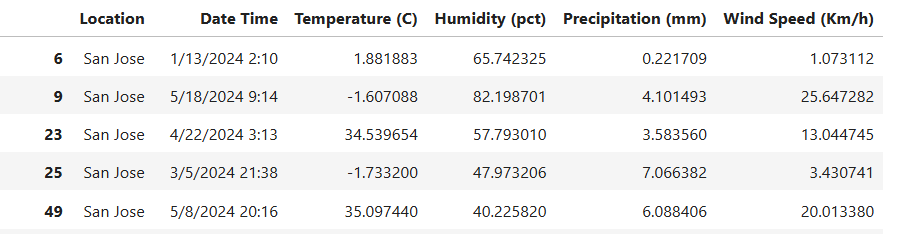 Location Date Time Temperature (C) Humidity (pct) Precipitation (mm) Wind Speed (Km/h)
6 San Jose 1/13/2024 2:10 1.881883 65.742325 0.221709 1.073112
9 San Jose 5/18/2024 9:14 -1.607088 82.198701 4.101493 25.647282
23 San Jose 4/22/2024 3:13 34.539654 57.793010 3.583560 13.044745
25 San Jose 3/5/2024 21:38 -1.733200 47.973206 7.066382 3.430741
49 San Jose 5/8/2024 20:16 35.097440 40.225820 6.088406 20.013380